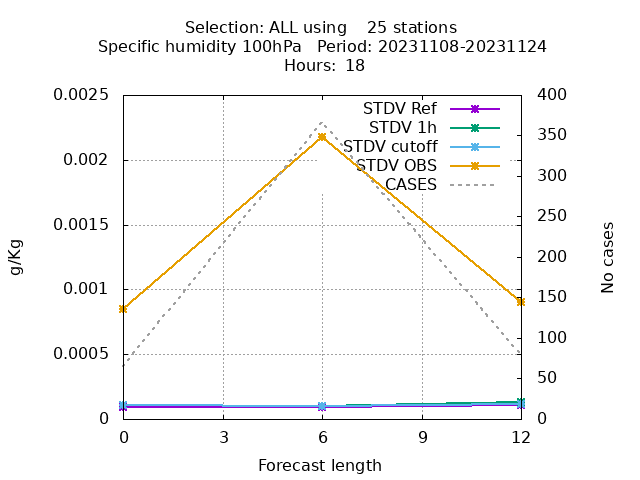 Selection: ALL using    25 stations
Specific humidity 100hPa   Period: 20231108-20231124
Hours:  18
0.0025
0.002
0.0015
0.001
0.0005
0
g/Kg
STDV Ref
STDV 1h
STDV cutoff
STDV OBS
CASES
400
350
300
250
200
150
100
50
0
No cases
0
3
6
9
12
Forecast length